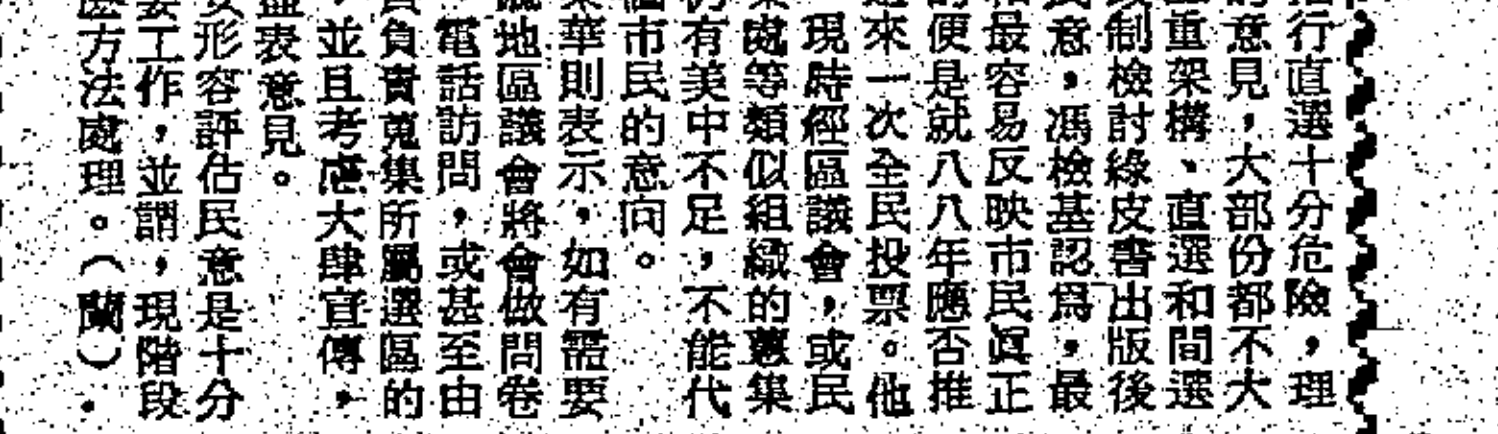 行直選十分危險，理
意見，大部份都不大
重架構、直選和間選
制檢討綠皮書出版後
意，馮檢基認爲，最
最容易反映市民眞正
便是就八八年應否推
來一次全民投票。他
現時經區議會，或民
處等類似組織的蒐集
有美中不足，不能代
市民的意向。
華則表示，如有需要
地區議會將會做問卷
電話訪問，或甚至由
負責蒐集所屬選區的
並且考慮大肆宣傳，
表意見。
形容評估民意是十分
工作，並謂，現階段
方法處理。（蘭）．